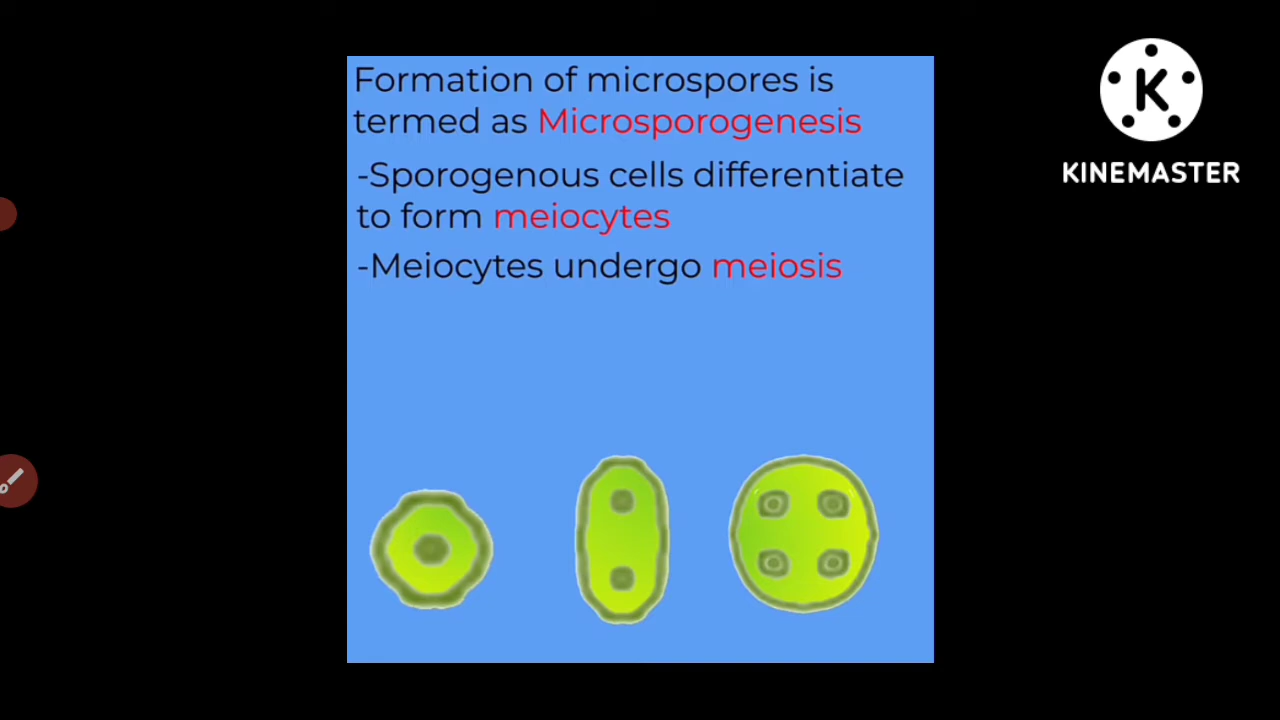 Formation of microspores is
termed as Microsporogenesis
-Sporogenous cells differentiate
to form meiocytes
-Meiocytes undergo meiosis
K
KINEMASTER